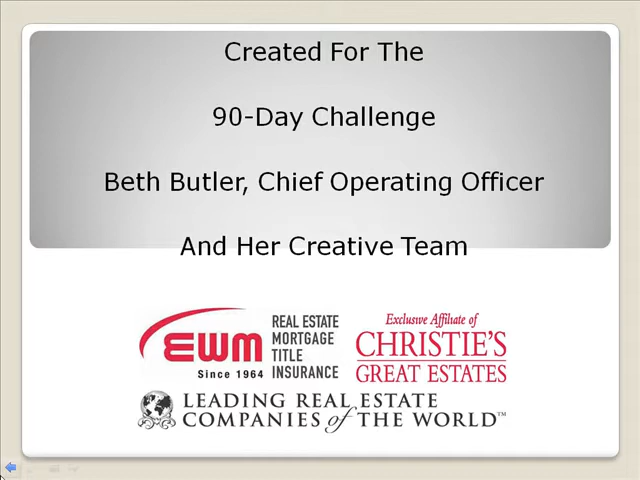 Created For The
90-Day Challenge
Beth Butler, Chief Operating Officer
And Her Creative Team
EWM
Since 1964
REAL ESTATE
MORTGAGE
TITLE
INSURANCE
Exclusive Affiliate of
CHRISTIE'S
GREAT ESTATES
LEADING REAL ESTATE
COMPANIES of THE WORLD™